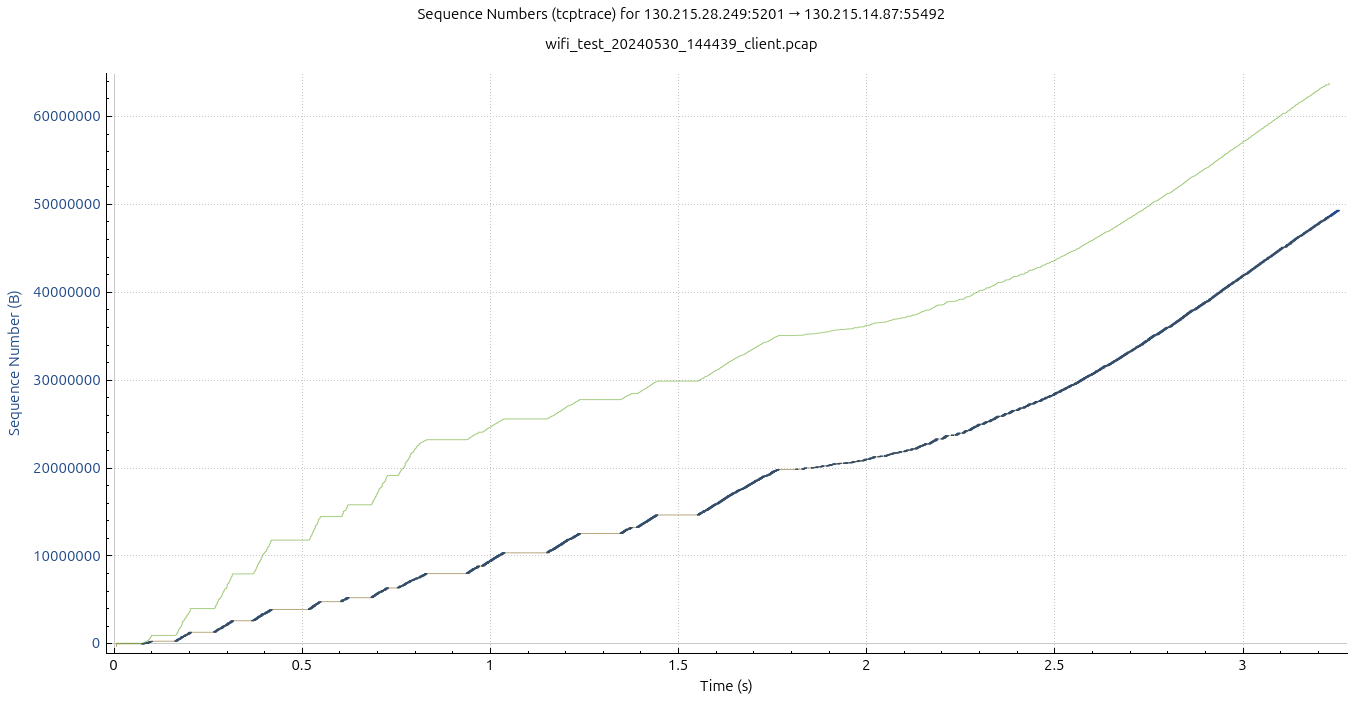 Sequence Numbers (tcptrace) for 130.215.28.249:5201 → 130.215.14.87:55492
wifi_test_20240530_144439_client.pcap
60000000
50000000
40000000
30000000
20000000
10000000
0
Sequence Number (B)
0 0.5 1 1.5 2 2.5 3
Time (s)